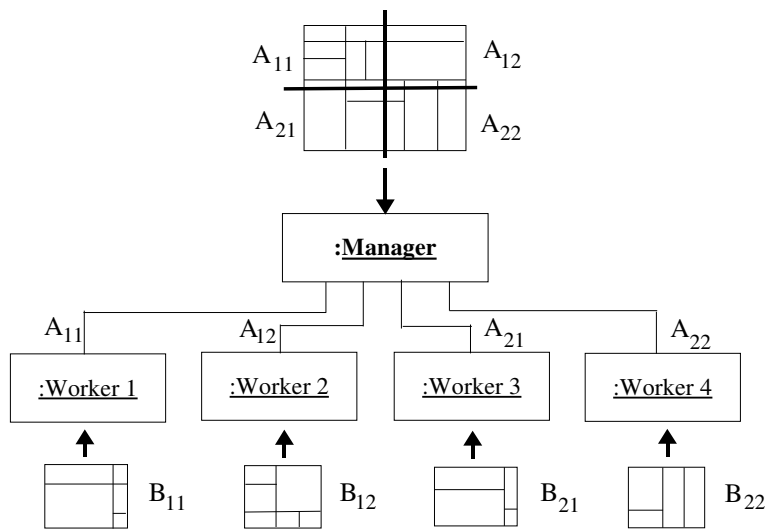 A11 A12
A21 A22
:Manager
A11 A12 A21 A22
:Worker 1 :Worker 2 :Worker 3 :Worker 4
B11 B12 B21 B22